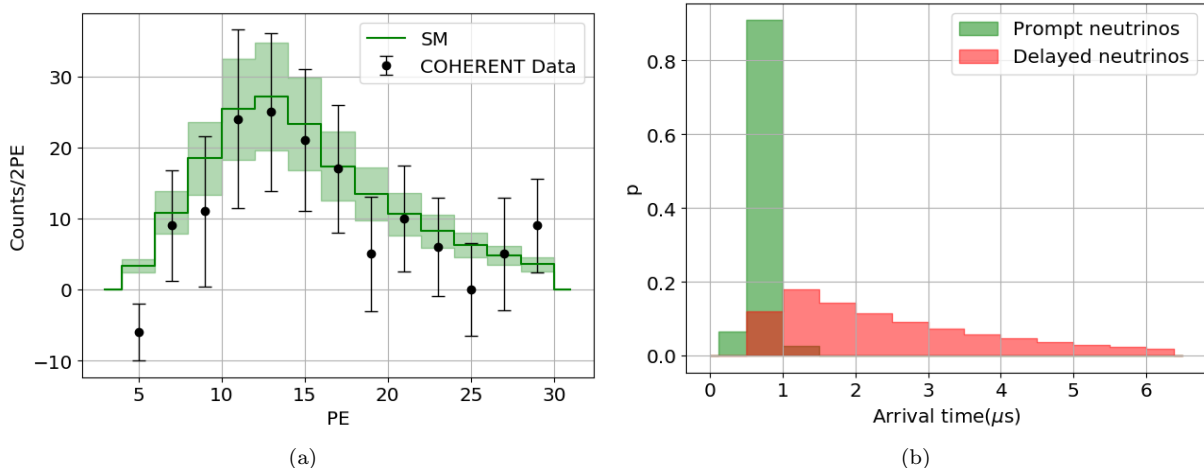 SM
COHERENT Data
30
20
10
0
−10
Counts/2PE
5
10
15
20
25
30
PE
(a)
Prompt neutrinos
Delayed neutrinos
0.8
0.6
0.4
0.2
0.0
p
0
1
2
3
4
5
6
Arrival time(μs)
(b)